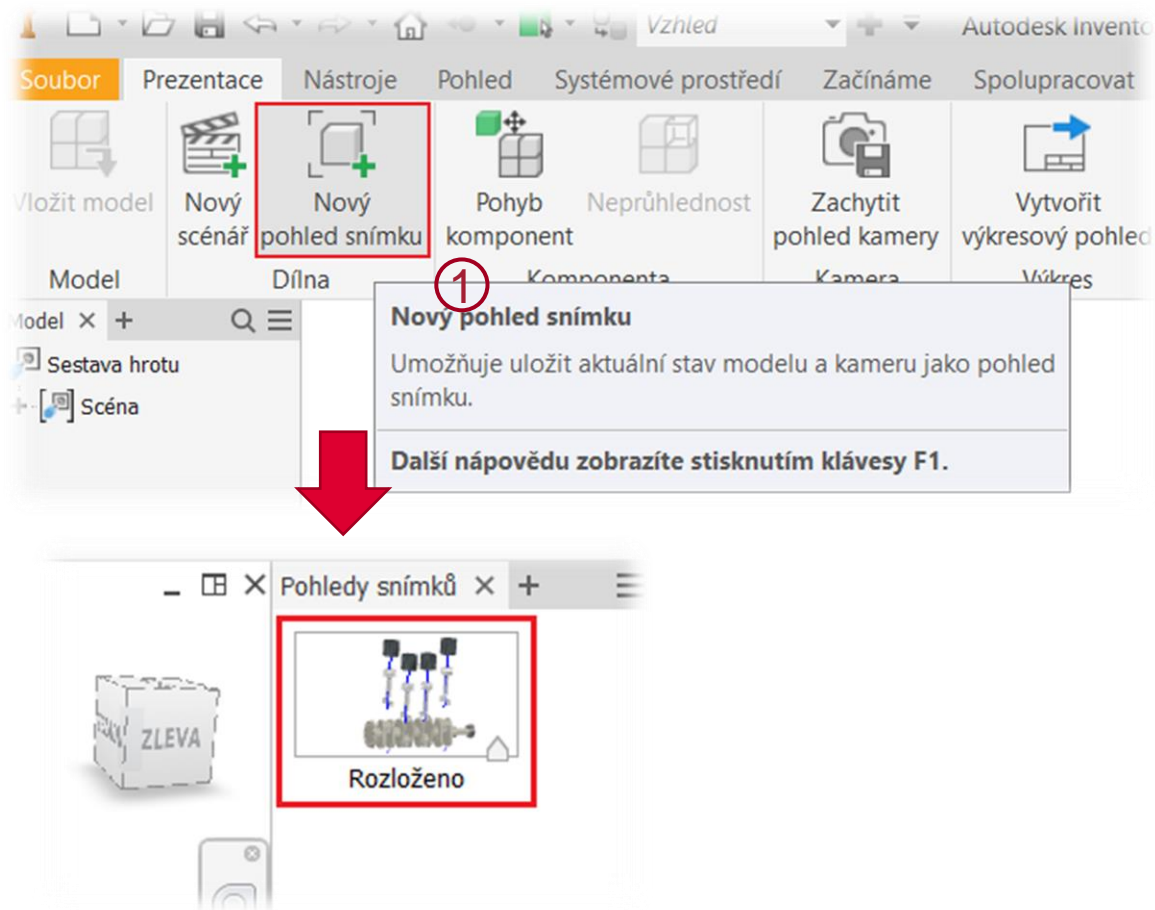 Vzhled
Autodesk Invento
Soubor Prezentace Nástroje Pohled Systémové prostředí Začínáme Spolupracovat
Vložit model Nový scénář Nový pohled snímku Pohyb komponent Neprůhlednost Zachytit pohled kamery Vytvořit výkresový pohled
Model Dílna Komponenta Kamera Výkres
1
Model × +
Sestava hrotu
Scéna
Nový pohled snímku
Umožňuje uložit aktuální stav modelu a kameru jako pohled
snímku.
Další nápovědu zobrazíte stisknutím klávesy F1.
Pohledy snímků × +
ZLEVA
Rozloženo